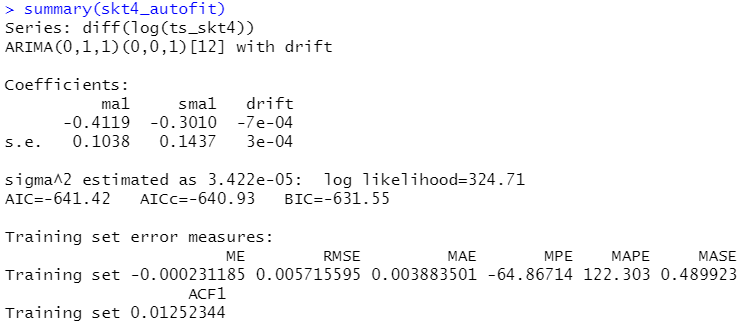 > summary(skt4_autofit)
Series: diff(log(ts_skt4))
ARIMA(0,1,1)(0,0,1)[12] with drift
Coefficients:
ma1 sma1 drift
-0.4119 -0.3010 -7e-04
s.e. 0.1038 0.1437 3e-04
sigma^2 estimated as 3.422e-05: log likelihood=324.71
AIC=-641.42 AICc=-640.93 BIC=-631.55
Training set error measures:
ME RMSE MAE MPE MAPE MASE
Training set -0.000231185 0.005715595 0.003883501 -64.86714 122.303 0.489923
ACF1
Training set 0.01252344